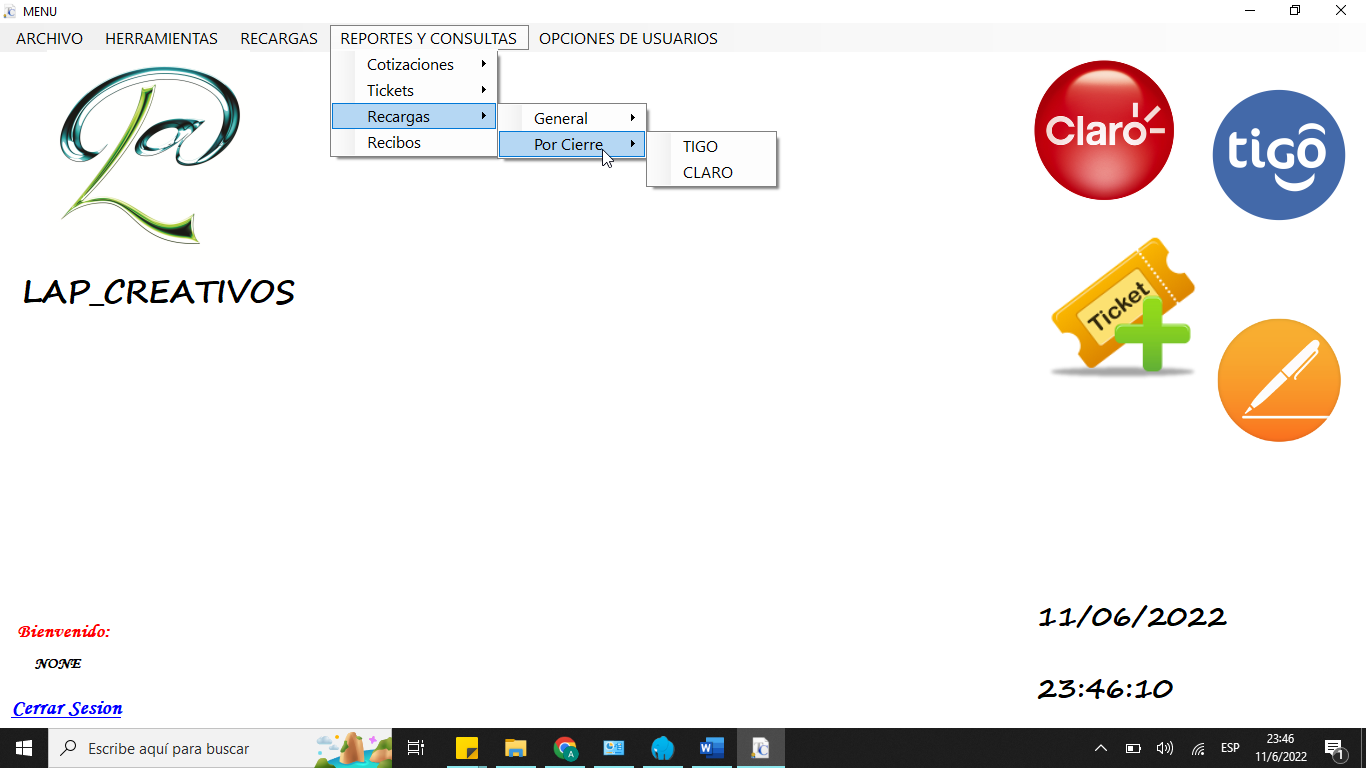 MENU
ARCHIVO HERRAMIENTAS RECARGAS REPORTES Y CONSULTAS OPCIONES DE USUARIOS
Cotizaciones
Tickets
Recargas
Recibos
General
Por Cierre
TIGO
CLARO
Claro
tigo
Ticket
LAP_CREATIVOS
11/06/2022
Bienvenido:
NONE
23:46:10
Cerrar Sesion
Escribe aquí para buscar
ESP
23:46
11/6/2022
1